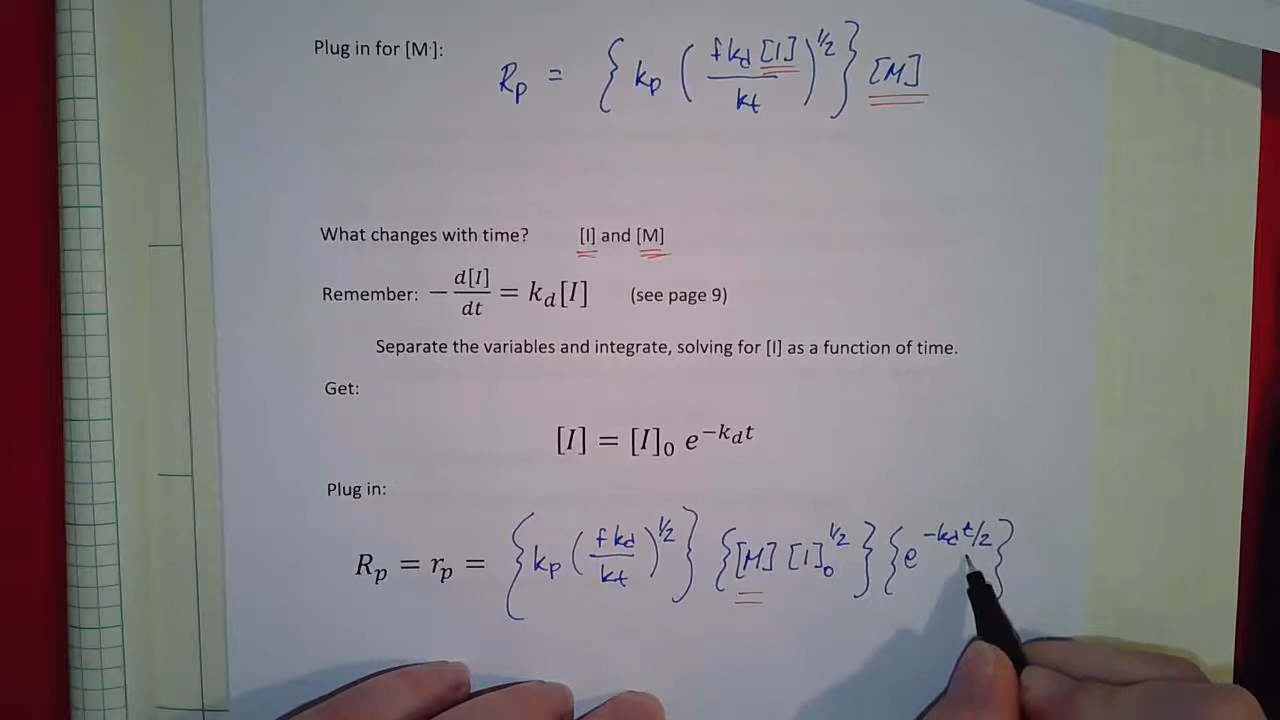 Plug in for [M·]:
R_p = { k_p ( f k_d [I] / k_t )^{1/2} } [M]
What changes with time? [I] and [M]
Remember: −d[I]/dt = k_d[I] (see page 9)
Separate the variables and integrate, solving for [I] as a function of time.
Get:
[I] = [I]_0 e^{−k_d t}
Plug in:
R_p = r_p = { k_p ( f k_d / k_t )^{1/2} } { [M] [I]_0^{1/2} } { e^{−k_d t/2} }